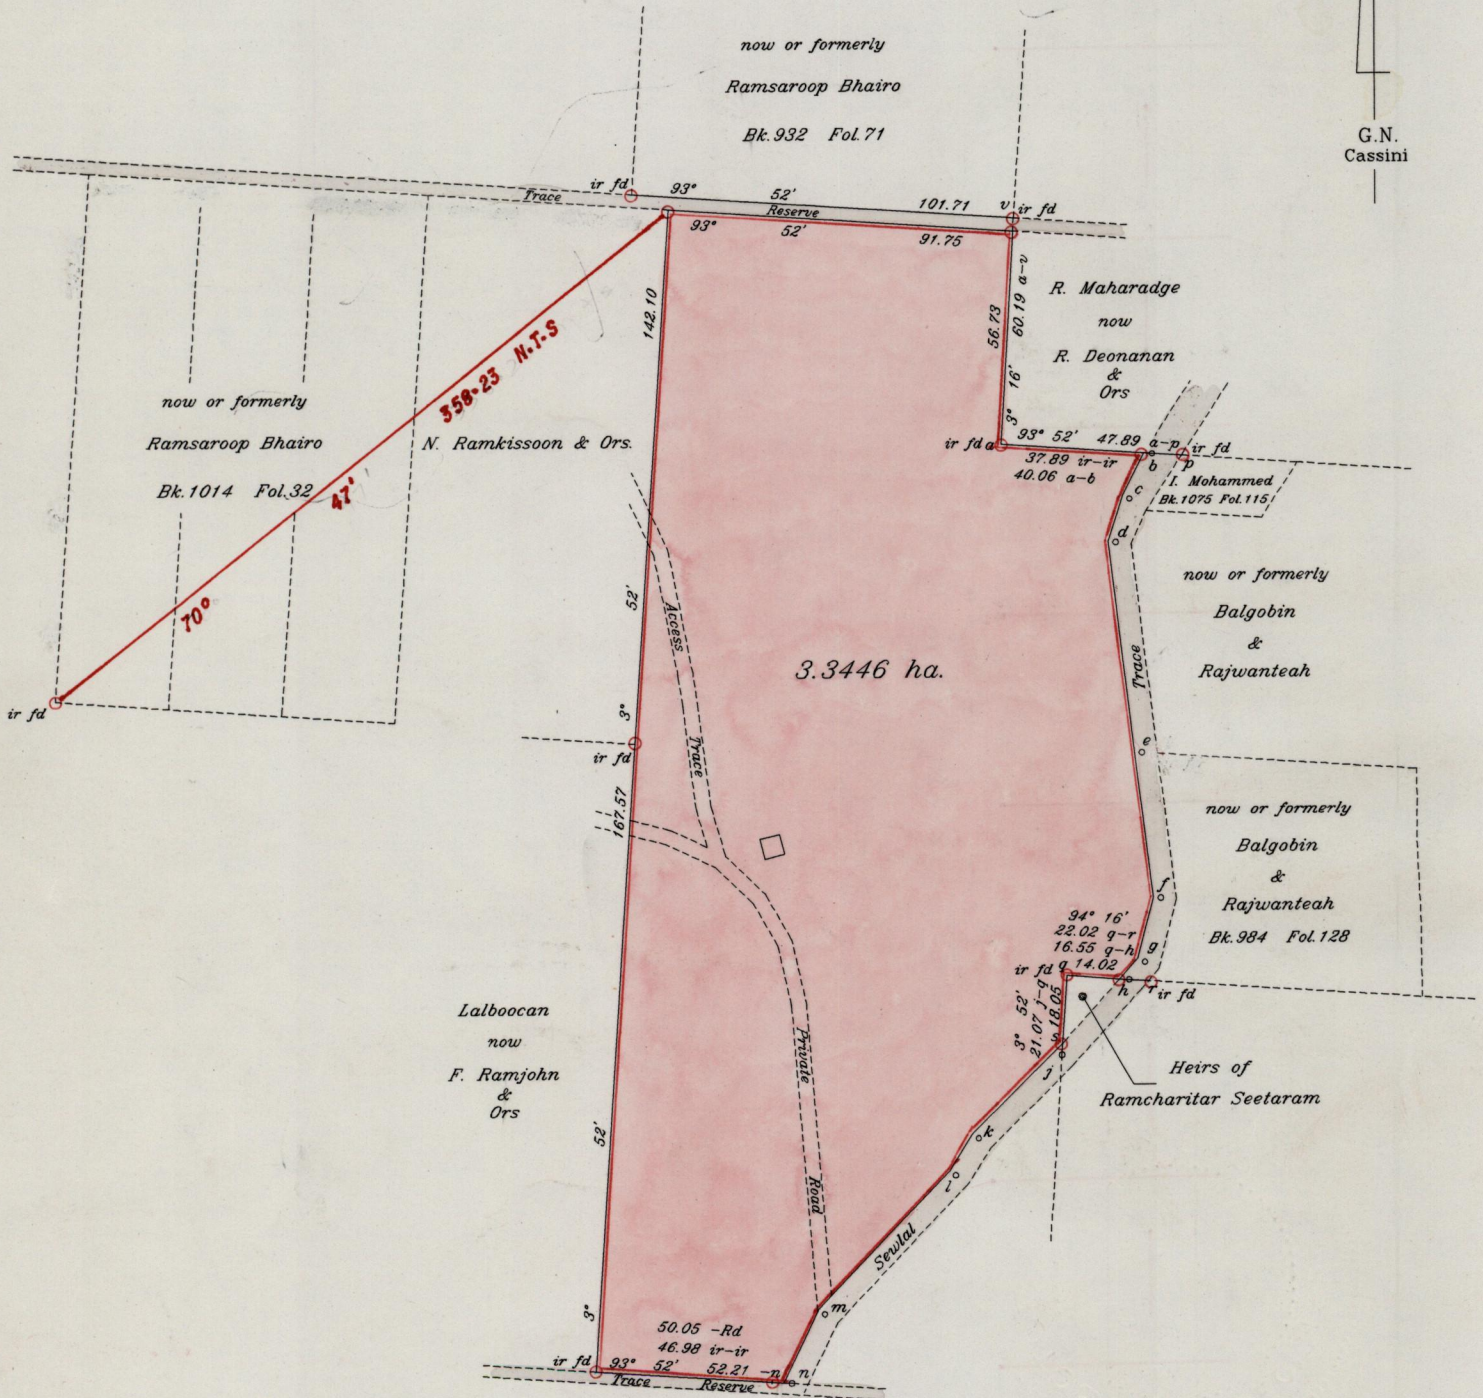 now or formerly
Ramsaroop Bhairo
Bk.932 Fol.71
G.N.
Cassini
ir fd
93° 52' 101.71
v ir fd
Trace Reserve
93° 52' 91.75
142.10
56.73
60.19 a-v
3° 16'
R. Maharadge
now
R. Deonanan
&
Ors
358·23 N.T.S
47'
70°
now or formerly
Ramsaroop Bhairo
Bk.1014 Fol.32
N. Ramkissoon & Ors.
ir fd a
93° 52' 47.89 a-p
ir fd
37.89 ir-ir
40.06 a-b
b
p
c
I. Mohammed
Bk.1075 Fol.115
d
now or formerly
Balgobin
&
Rajwanteah
52'
Access
3.3446 ha.
Trace
3°
ir fd
ir fd
Trace
e
167.57
now or formerly
Balgobin
&
Rajwanteah
Bk.984 Fol.128
f
94° 16'
22.02 q-r
16.55 q-h
ir fd q 14.02
g
h
r
ir fd
3° 52'
21.07 j-q
18.05
s
j
Heirs of
Ramcharitar Seetaram
Lalboocan
now
F. Ramjohn
&
Ors
Private
52'
k
l
Road
Sewlal
m
3°
50.05 -Rd
46.98 ir-ir
ir fd
93° 52' 52.21 -n
n
Trace Reserve